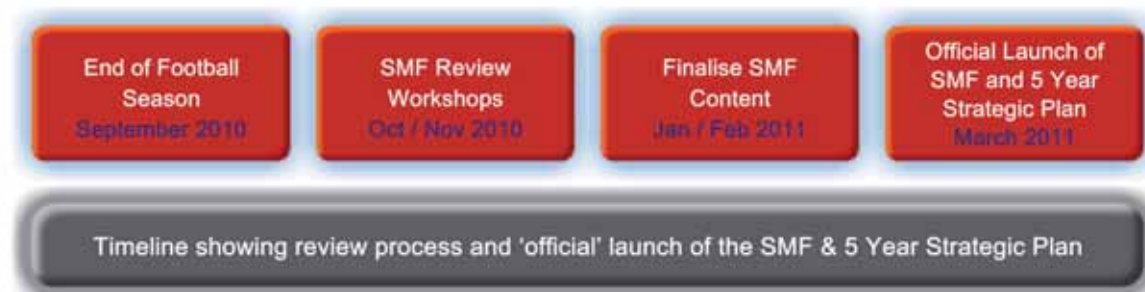 End of Football
Season
September 2010
SMF Review
Workshops
Oct / Nov 2010
Finalise SMF
Content
Jan / Feb 2011
Official Launch of
SMF and 5 Year
Strategic Plan
March 2011
Timeline showing review process and ‘official’ launch of the SMF & 5 Year Strategic Plan